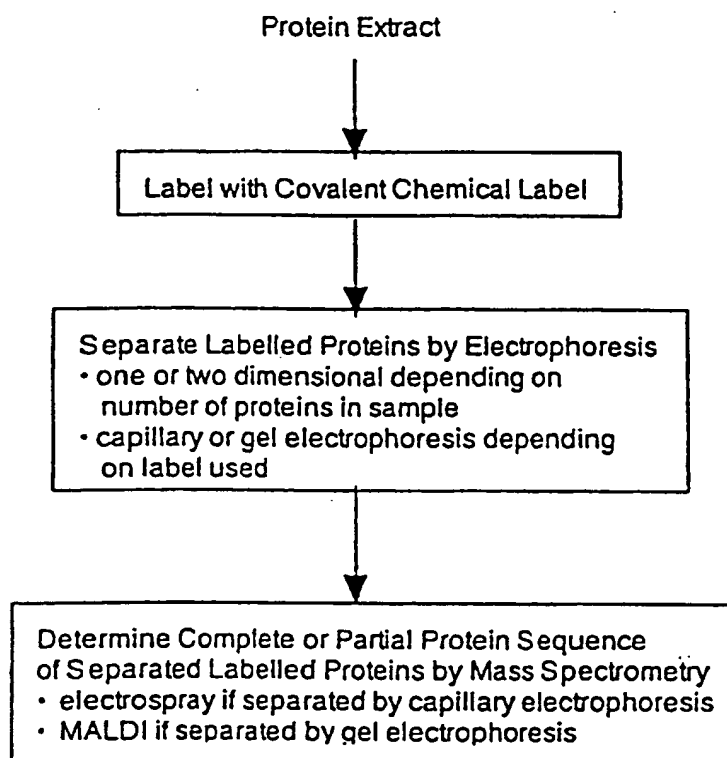 Protein Extract
Label with Covalent Chemical Label
Separate Labelled Proteins by Electrophoresis
• one or two dimensional depending on
number of proteins in sample
• capillary or gel electrophoresis depending
on label used
Determine Complete or Partial Protein Sequence
of Separated Labelled Proteins by Mass Spectrometry
• electrospray if separated by capillary electrophoresis
• MALDI if separated by gel electrophoresis